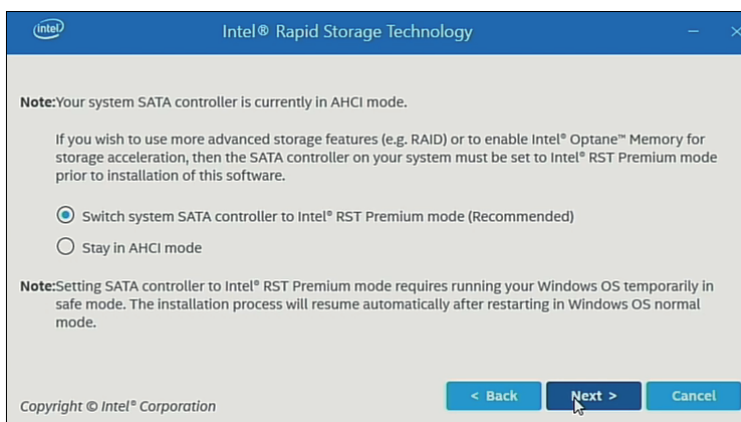 intel
Intel® Rapid Storage Technology
Note:Your system SATA controller is currently in AHCI mode.
If you wish to use more advanced storage features (e.g. RAID) or to enable Intel® Optane™ Memory for
storage acceleration, then the SATA controller on your system must be set to Intel® RST Premium mode
prior to installation of this software.
Switch system SATA controller to Intel® RST Premium mode (Recommended)
Stay in AHCI mode
Note:Setting SATA controller to Intel® RST Premium mode requires running your Windows OS temporarily in
safe mode. The installation process will resume automatically after restarting in Windows OS normal
mode.
< Back
Next >
Cancel
Copyright © Intel® Corporation